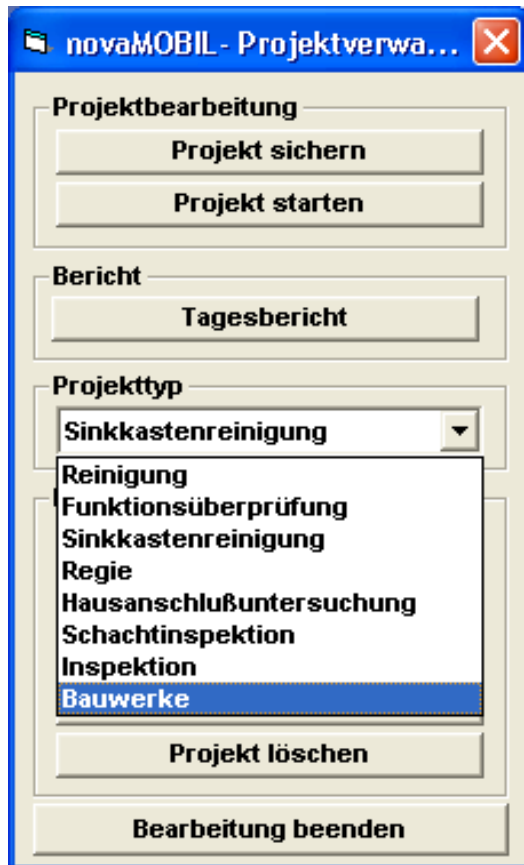 novaMOBIL- Projektverwa...
Projektbearbeitung
Projekt sichern
Projekt starten
Bericht
Tagesbericht
Projekttyp
Sinkkastenreinigung
Reinigung
Funktionsüberprüfung
Sinkkastenreinigung
Regie
Hausanschlußuntersuchung
Schachtinspektion
Inspektion
Bauwerke
Projekt löschen
Bearbeitung beenden